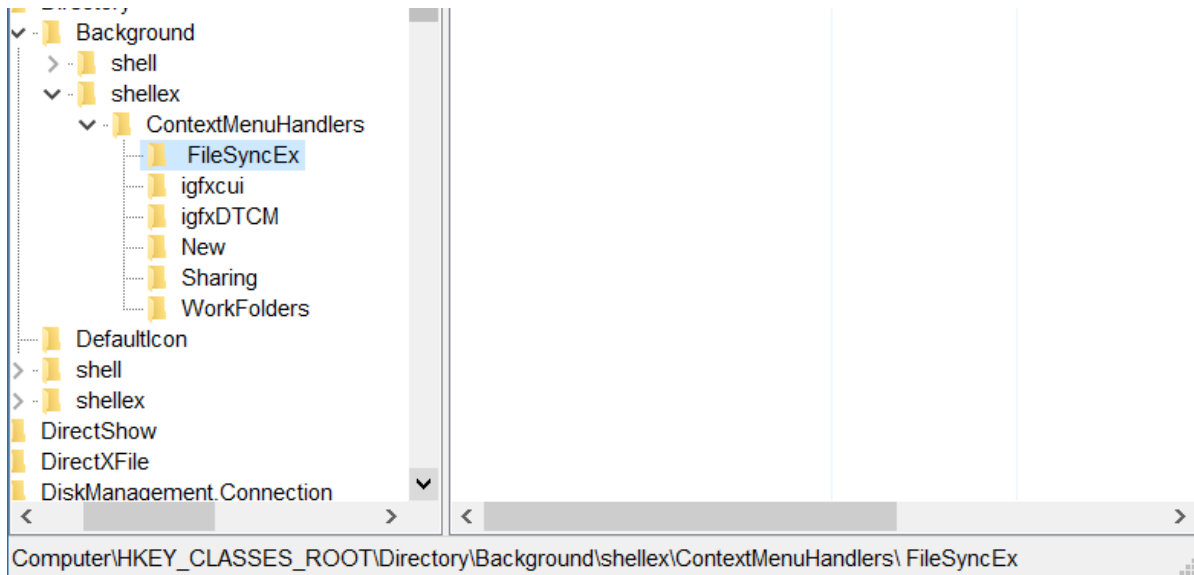 Background
shell
shellex
ContextMenuHandlers
FileSyncEx
igfxcui
igfxDTCM
New
Sharing
WorkFolders
DefaultIcon
shell
shellex
DirectShow
DirectXFile
DiskManagement.Connection
Computer\HKEY_CLASSES_ROOT\Directory\Background\shellex\ContextMenuHandlers\ FileSyncEx